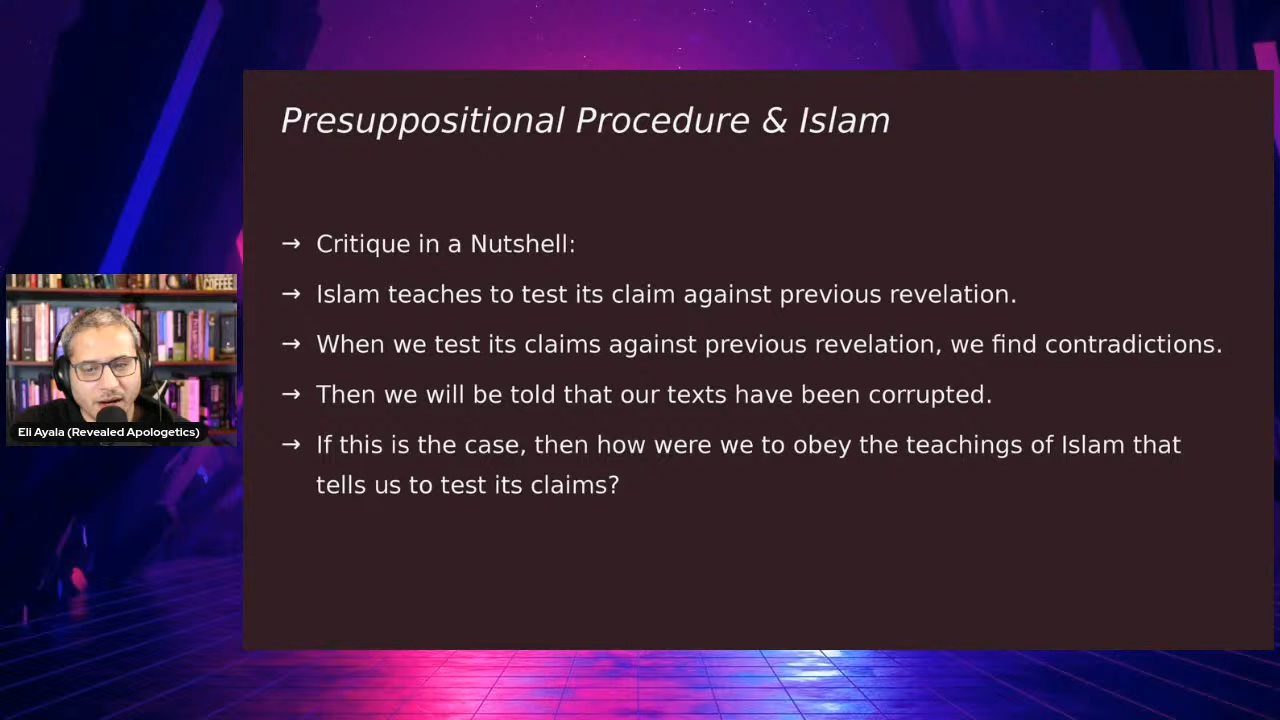 Presuppositional Procedure & Islam
→ Critique in a Nutshell:
→ Islam teaches to test its claim against previous revelation.
→ When we test its claims against previous revelation, we find contradictions.
→ Then we will be told that our texts have been corrupted.
→ If this is the case, then how were we to obey the teachings of Islam that
tells us to test its claims?
COFFEE
Eli Ayala (Revealed Apologetics)